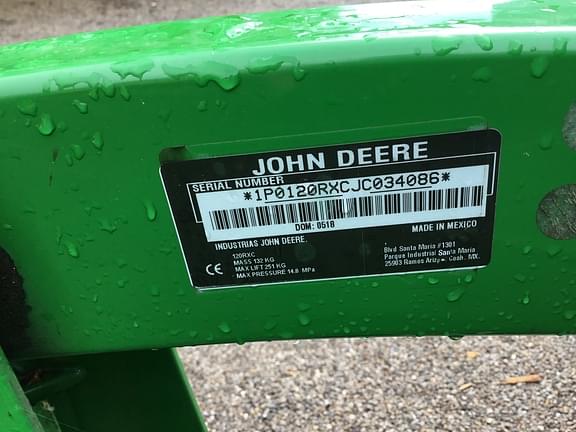 JOHN DEERE
SERIAL NUMBER
*1P0120RXCJC034086*
DOM: 0518
INDUSTRIAS JOHN DEERE.
MADE IN MEXICO
120RXC
MASS 132 KG
MAX LIFT 251 KG
MAX PRESSURE 14.8 MPa
CE
Blvd Santa Maria #1301
Parque Industrial Santa Maria
25903 Ramos Arizpe, Coah. MX.